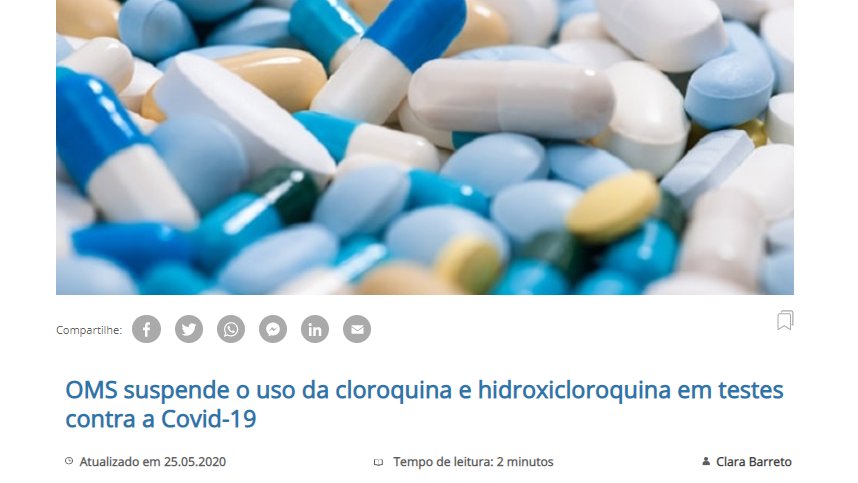 Compartilhe:
OMS suspende o uso da cloroquina e hidroxicloroquina em testes
contra a Covid-19
Atualizado em 25.05.2020
Tempo de leitura: 2 minutos
Clara Barreto